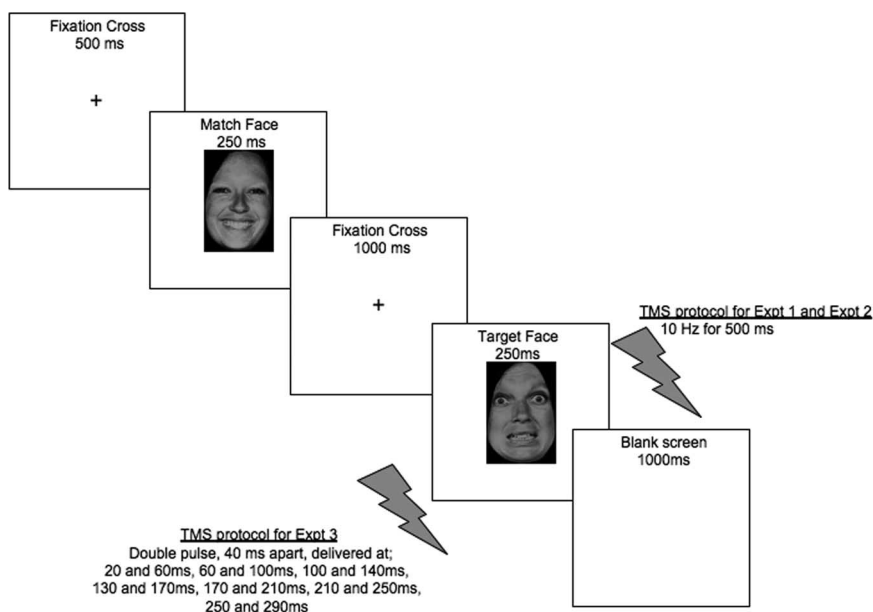 Fixation Cross
500 ms
+
Match Face
250 ms
Fixation Cross
1000 ms
+
TMS protocol for Expt 1 and Expt 2
10 Hz for 500 ms
Target Face
250ms
Blank screen
1000ms
TMS protocol for Expt 3
Double pulse, 40 ms apart, delivered at;
20 and 60ms, 60 and 100ms, 100 and 140ms,
130 and 170ms, 170 and 210ms, 210 and 250ms,
250 and 290ms